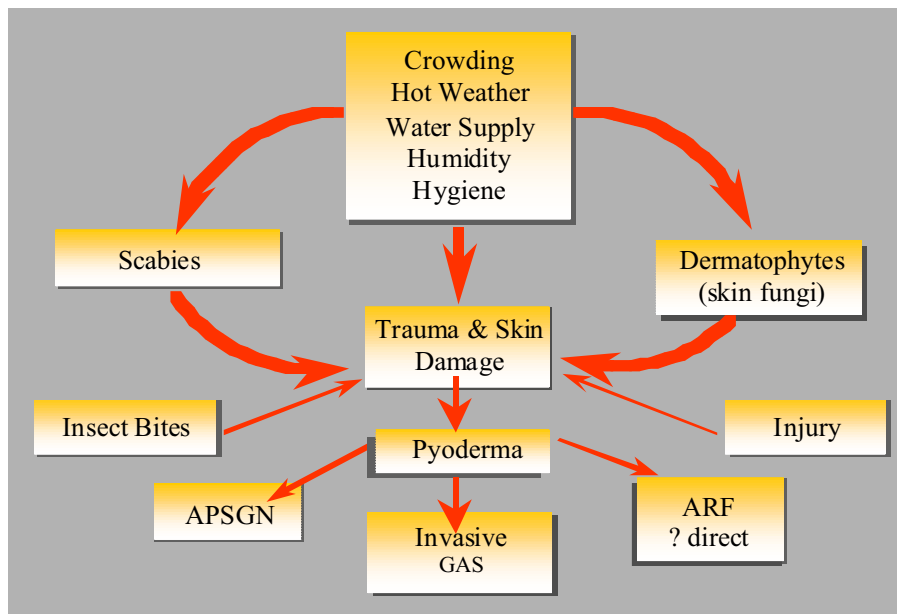 Crowding
Hot Weather
Water Supply
Humidity
Hygiene
Scabies
Dermatophytes
(skin fungi)
Trauma & Skin
Damage
Insect Bites
Injury
Pyoderma
APSGN
Invasive
GAS
ARF
? direct